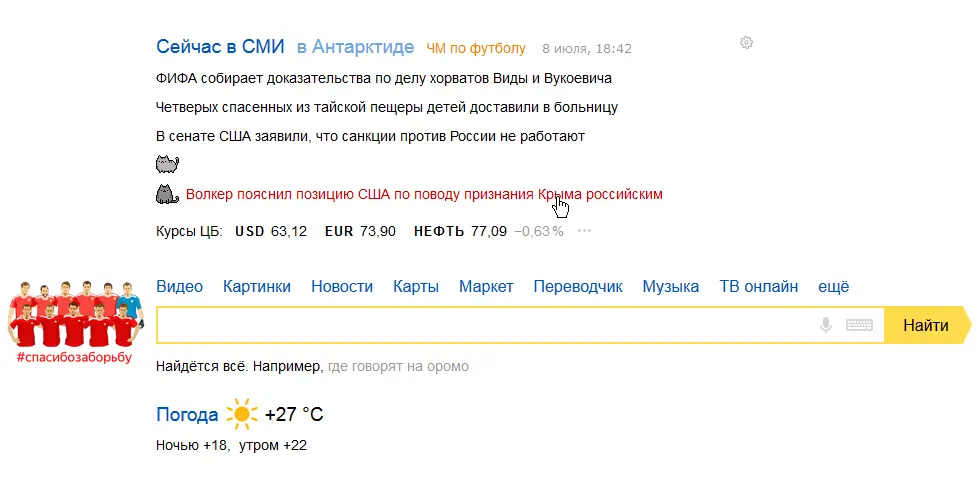 Сейчас в СМИ в Антарктиде ЧМ по футболу 8 июля, 18:42
ФИФА собирает доказательства по делу хорватов Виды и Вукоевича
Четверых спасенных из тайской пещеры детей доставили в больницу
В сенате США заявили, что санкции против России не работают
Волкер пояснил позицию США по поводу признания Крыма российским
Курсы ЦБ: USD 63,12 EUR 73,90 НЕФТЬ 77,09 −0,63% ···
Видео Картинки Новости Карты Маркет Переводчик Музыка ТВ онлайн ещё
Найти
#спасибозаборьбу
Найдётся всё. Например, где говорят на оромо
Погода +27 °C
Ночью +18, утром +22